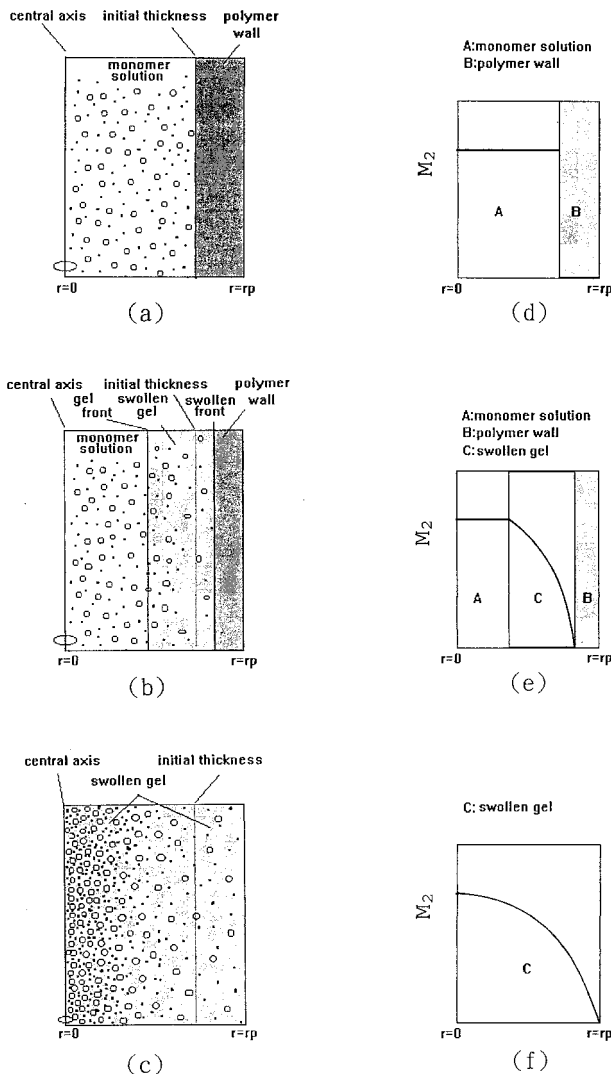 central axis initial thickness polymer wall
monomer solution
r=0 r=rp
(a)
A:monomer solution
B:polymer wall
M₂
A B
r=0 r=rp
(d)
central axis gel front initial thickness swollen gel swollen front polymer wall
monomer solution
r=0 r=rp
(b)
A:monomer solution
B:polymer wall
C:swollen gel
M₂
A C B
r=0 r=rp
(e)
central axis initial thickness
swollen gel
r=0 r=rp
(c)
C: swollen gel
M₂
C
r=0 r=rp
(f)